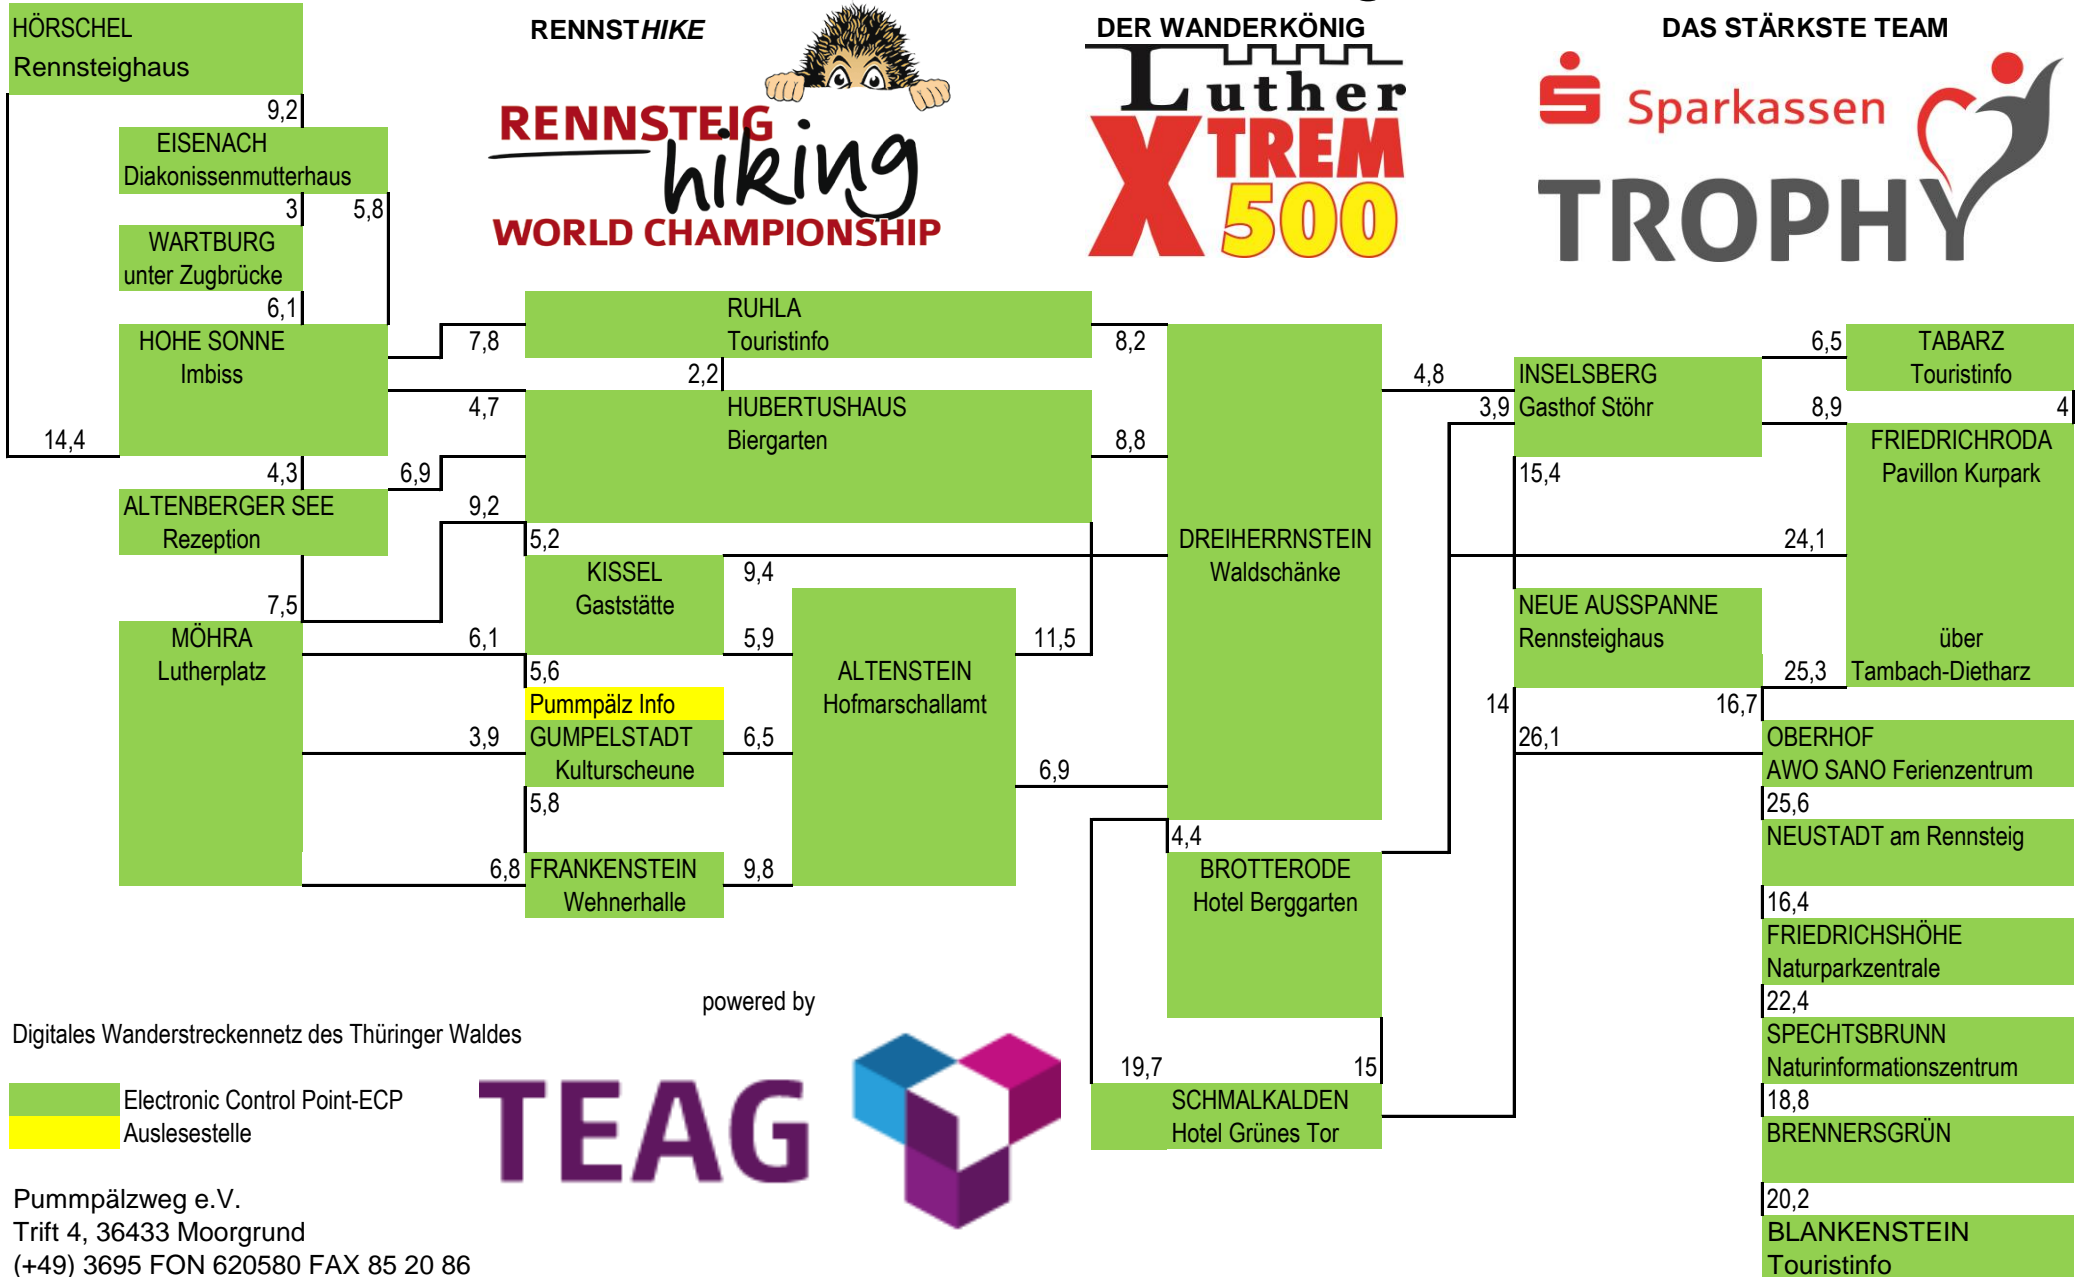 HÖRSCHEL
Rennsteighaus
RENNSTHIKE
DER WANDERKÖNIG
DAS STÄRKSTE TEAM
RENNSTEIG
hiking
WORLD CHAMPIONSHIP
Luther
XTREM
500
Sparkassen
TROPHY
9,2
EISENACH
Diakonissenmutterhaus
3
5,8
WARTBURG
unter Zugbrücke
6,1
HOHE SONNE
Imbiss
14,4
4,3
6,9
ALTENBERGER SEE
Rezeption
7,5
MÖHRA
Lutherplatz
7,8
4,7
9,2
6,1
3,9
6,8
RUHLA
Touristinfo
2,2
HUBERTUSHAUS
Biergarten
5,2
KISSEL
Gaststätte
5,6
Pummpälz Info
GUMPELSTADT
Kulturscheune
5,8
FRANKENSTEIN
Wehnerhalle
9,4
5,9
6,5
9,8
ALTENSTEIN
Hofmarschallamt
8,2
8,8
11,5
6,9
DREIHERRNSTEIN
Waldschänke
4,4
BROTTERODE
Hotel Berggarten
19,7
15
SCHMALKALDEN
Hotel Grünes Tor
4,8
3,9
INSELSBERG
Gasthof Stöhr
15,4
NEUE AUSSPANNE
Rennsteighaus
14
26,1
16,7
6,5
TABARZ
Touristinfo
8,9
4
FRIEDRICHRODA
Pavillon Kurpark
24,1
über
25,3
Tambach-Dietharz
OBERHOF
AWO SANO Ferienzentrum
25,6
NEUSTADT am Rennsteig
16,4
FRIEDRICHSHÖHE
Naturparkzentrale
22,4
SPECHTSBRUNN
Naturinformationszentrum
18,8
BRENNERSGRÜN
20,2
BLANKENSTEIN
Touristinfo
powered by
TEAG
Digitales Wanderstreckennetz des Thüringer Waldes
Electronic Control Point-ECP
Auslesestelle
Pummpälzweg e.V.
Trift 4, 36433 Moorgrund
(+49) 3695 FON 620580 FAX 85 20 86